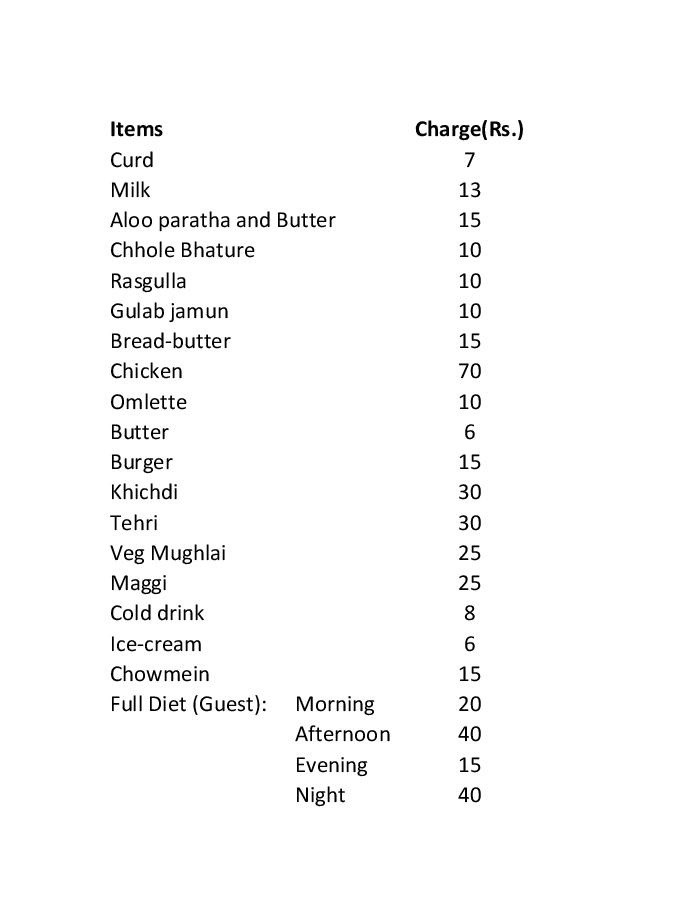 Items Charge(Rs.)
Curd 7
Milk 13
Aloo paratha and Butter 15
Chhole Bhature 10
Rasgulla 10
Gulab jamun 10
Bread-butter 15
Chicken 70
Omlette 10
Butter 6
Burger 15
Khichdi 30
Tehri 30
Veg Mughlai 25
Maggi 25
Cold drink 8
Ice-cream 6
Chowmein 15
Full Diet (Guest): Morning 20
Afternoon 40
Evening 15
Night 40